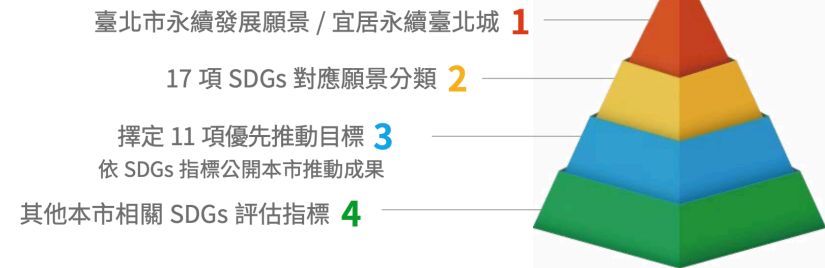 臺北市永續發展願景 / 宜居永續臺北城 1
17 項 SDGs 對應願景分類 2
擇定 11 項優先推動目標 3
依 SDGs 指標公開本市推動成果
其他本市相關 SDGs 評估指標 4